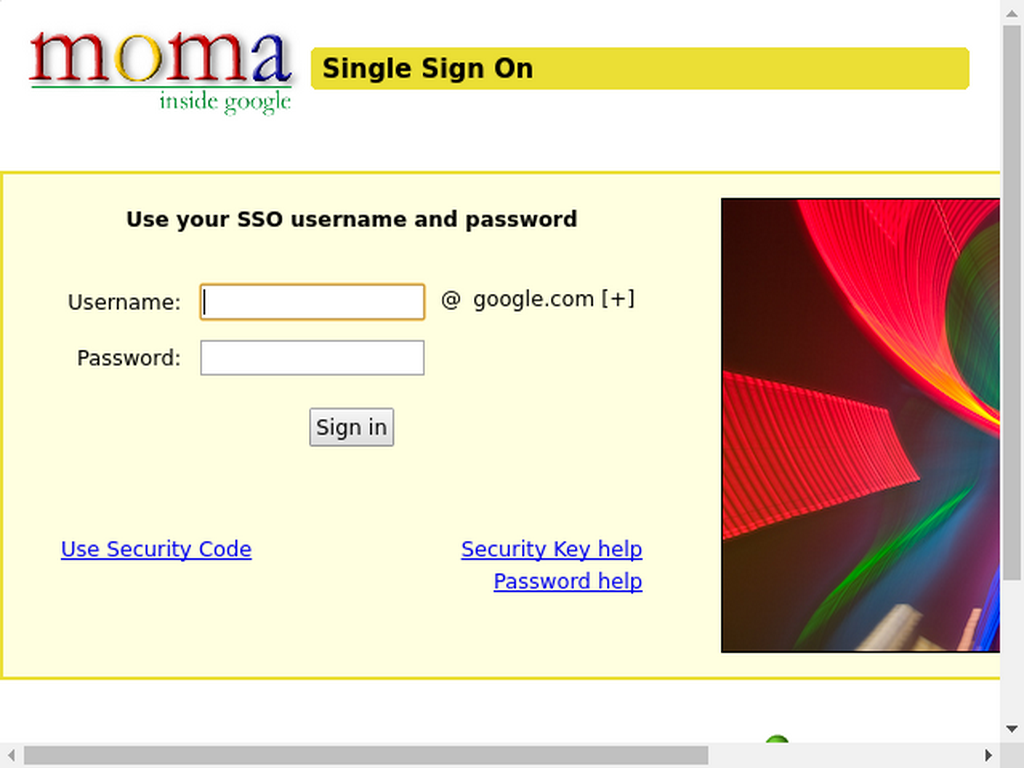 moma
inside google
Single Sign On
Use your SSO username and password
Username:
@ google.com [+]
Password:
Sign in
Use Security Code
Security Key help
Password help